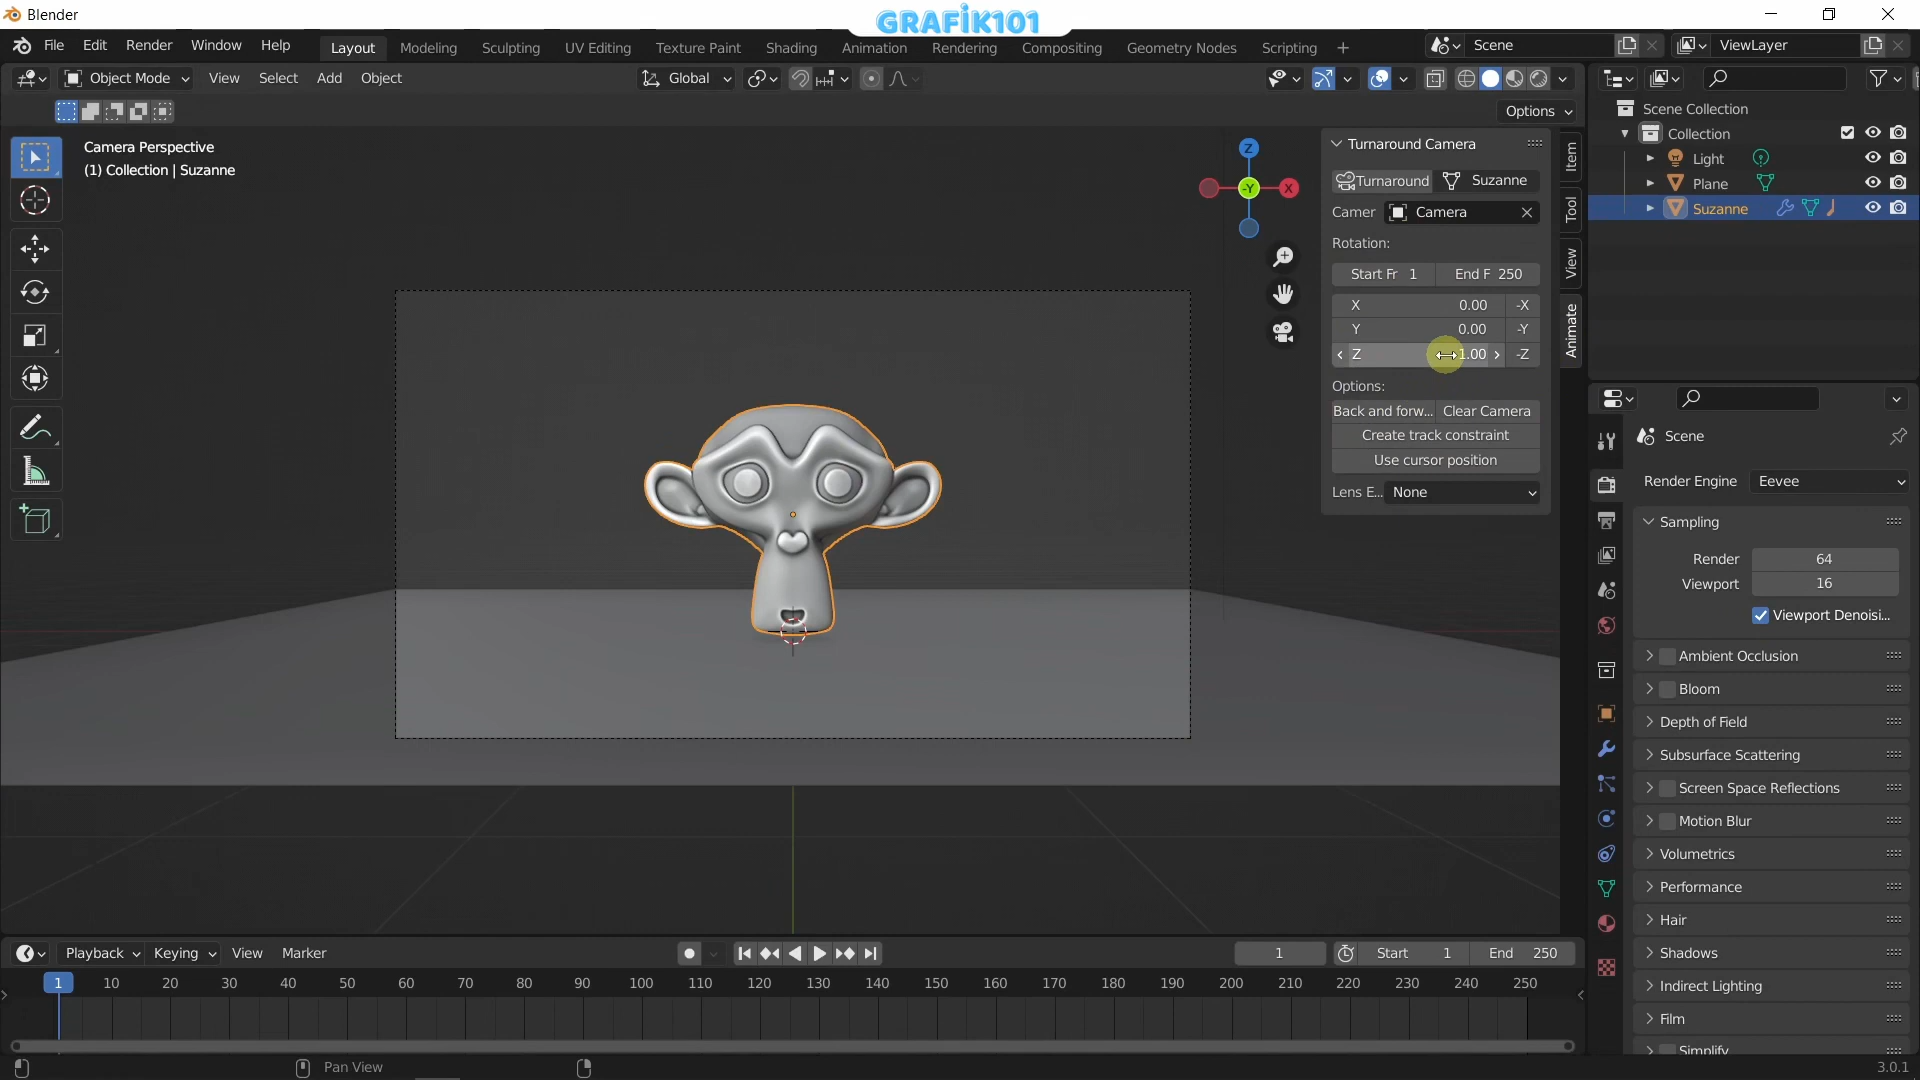 Blender
GRAFİK101
File Edit Render Window Help Layout Modeling Sculpting UV Editing Texture Paint Shading Animation Rendering Compositing Geometry Nodes Scripting + Scene ViewLayer
Object Mode View Select Add Object Global
Options
Camera Perspective
(1) Collection | Suzanne
Z
-Y X
Turnaround Camera
Turnaround Suzanne
Camer Camera
Rotation:
Start Fr 1 End F 250
X 0.00 -X
Y 0.00 -Y
Z 1.00 -Z
Options:
Back and forw... Clear Camera
Create track constraint
Use cursor position
Lens E... None
Item
Tool
View
Animate
Scene Collection
Collection
Light
Plane
Suzanne
Scene
Render Engine Eevee
Sampling
Render 64
Viewport 16
Viewport Denoisi...
Ambient Occlusion
Bloom
Depth of Field
Subsurface Scattering
Screen Space Reflections
Motion Blur
Volumetrics
Performance
Hair
Shadows
Indirect Lighting
Film
Simplify
Playback Keying View Marker 1 Start 1 End 250
1 10 20 30 40 50 60 70 80 90 100 110 120 130 140 150 160 170 180 190 200 210 220 230 240 250
Pan View 3.0.1